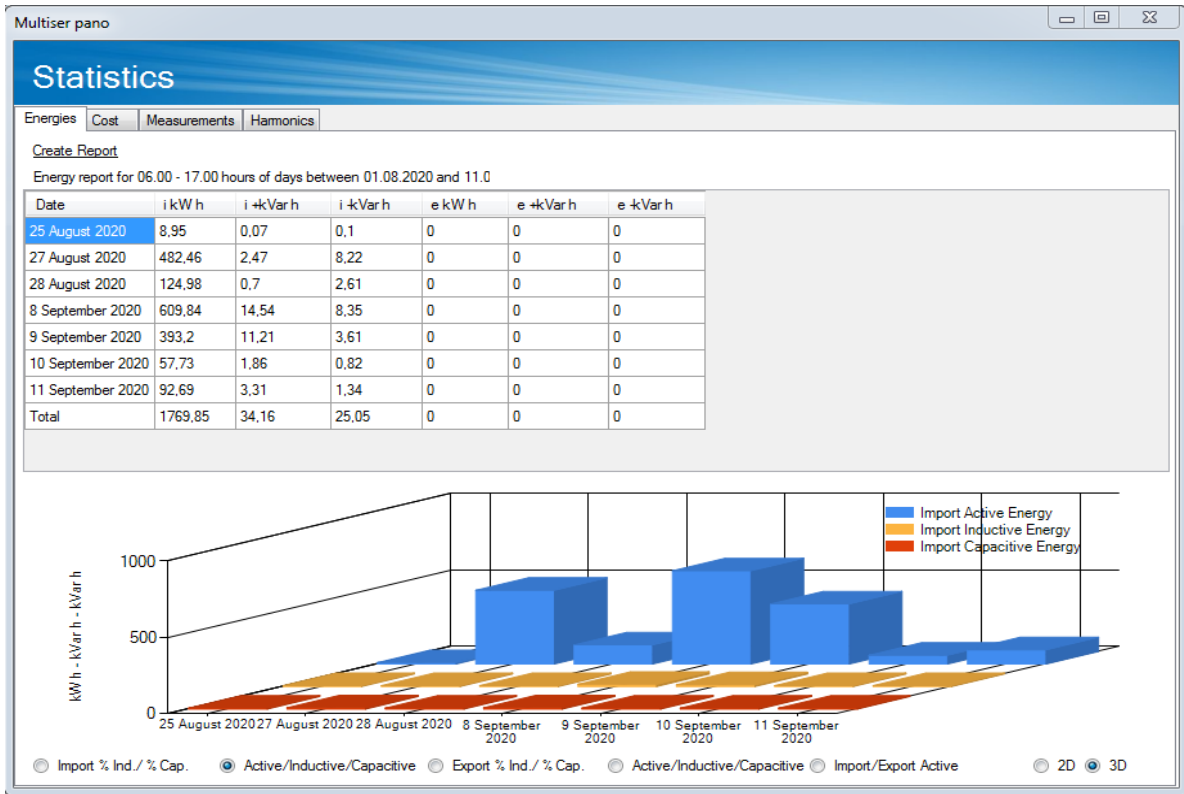 Multiser pano
Statistics
Energies Cost Measurements Harmonics
Create Report
Energy report for 06.00 - 17.00 hours of days between 01.08.2020 and 11.0
Date i kW h i +kVar h i -kVar h e kW h e +kVar h e -kVar h
25 August 2020 8,95 0,07 0,1 0 0 0
27 August 2020 482,46 2,47 8,22 0 0 0
28 August 2020 124,98 0,7 2,61 0 0 0
8 September 2020 609,84 14,54 8,35 0 0 0
9 September 2020 393,2 11,21 3,61 0 0 0
10 September 2020 57,73 1,86 0,82 0 0 0
11 September 2020 92,69 3,31 1,34 0 0 0
Total 1769,85 34,16 25,05 0 0 0
Import Active Energy
Import Inductive Energy
Import Capacitive Energy
kW h - kVar h - kVar h
1000
500
0
25 August 2020 27 August 2020 28 August 2020 8 September 2020 9 September 2020 10 September 2020 11 September 2020
Import % Ind./ % Cap. Active/Inductive/Capacitive Export % Ind./ % Cap. Active/Inductive/Capacitive Import/Export Active 2D 3D